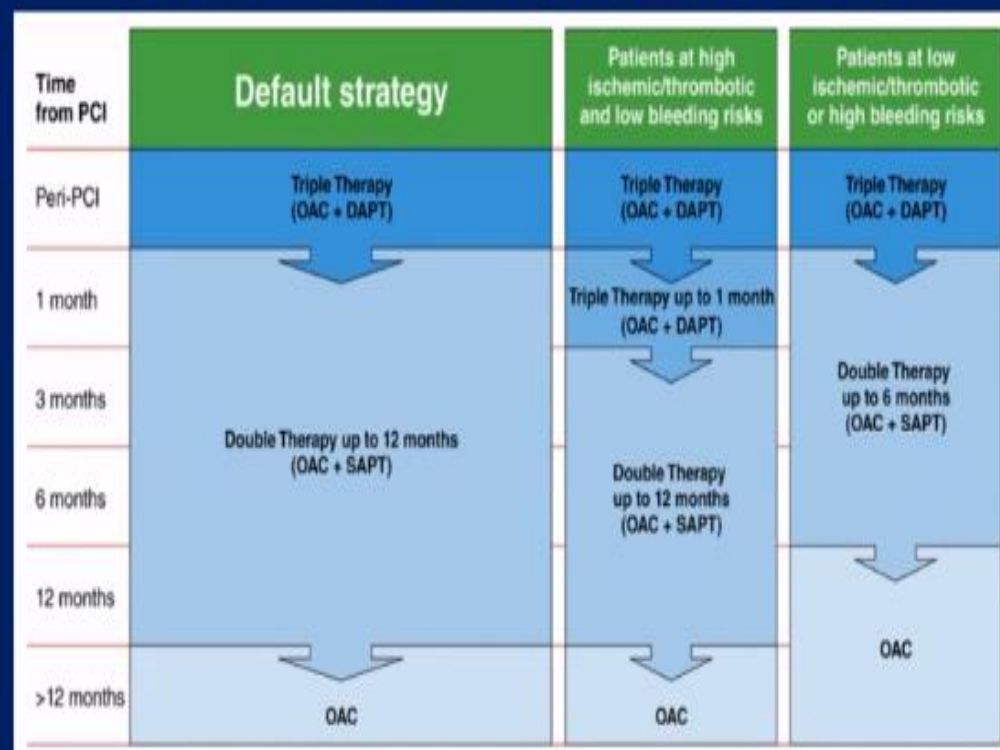 Time
from PCI
Default strategy
Patients at high
ischemic/thrombotic
and low bleeding risks
Patients at low
ischemic/thrombotic
or high bleeding risks
Peri-PCI
Triple Therapy
(OAC + DAPT)
Triple Therapy
(OAC + DAPT)
Triple Therapy
(OAC + DAPT)
1 month
Triple Therapy up to 1 month
(OAC + DAPT)
3 months
Double Therapy
up to 6 months
(OAC + SAPT)
Double Therapy up to 12 months
(OAC + SAPT)
6 months
Double Therapy
up to 12 months
(OAC + SAPT)
12 months
OAC
>12 months
OAC
OAC